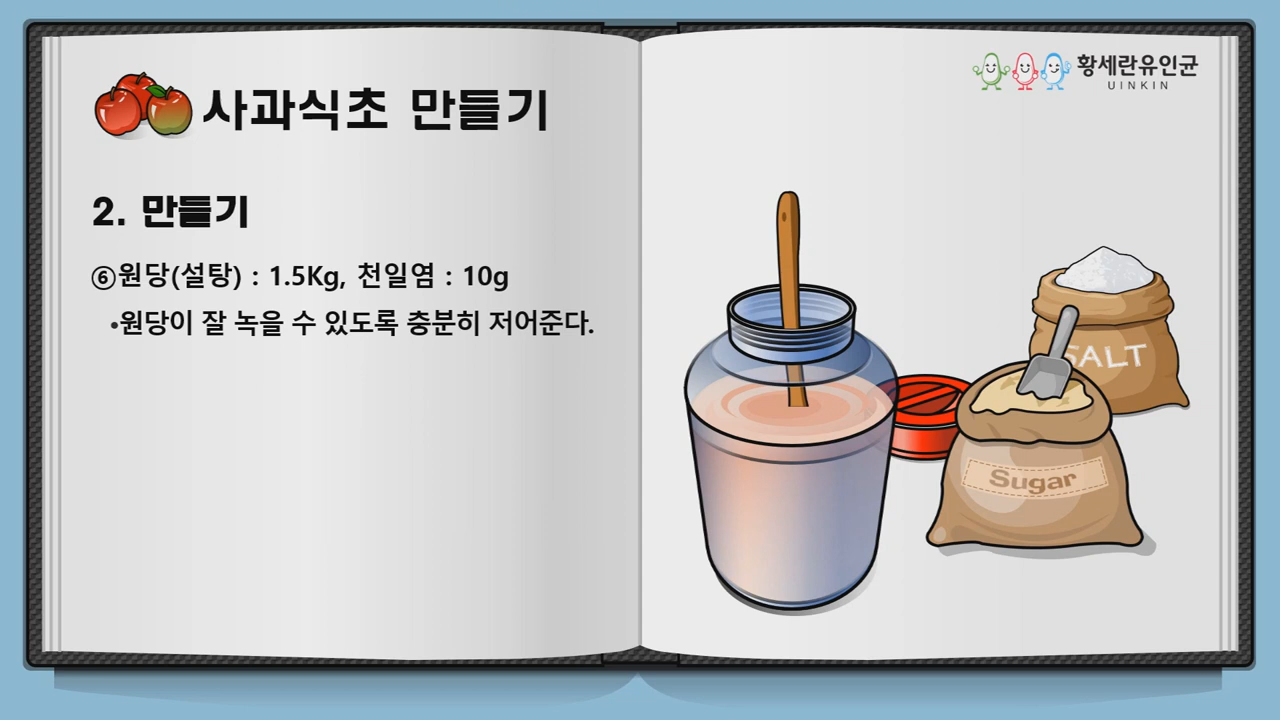 사과식초 만들기
황세란유인균
UINKIN
2. 만들기
⑥원당(설탕) : 1.5Kg, 천일염 : 10g
•원당이 잘 녹을 수 있도록 충분히 저어준다.
SALT
Sugar